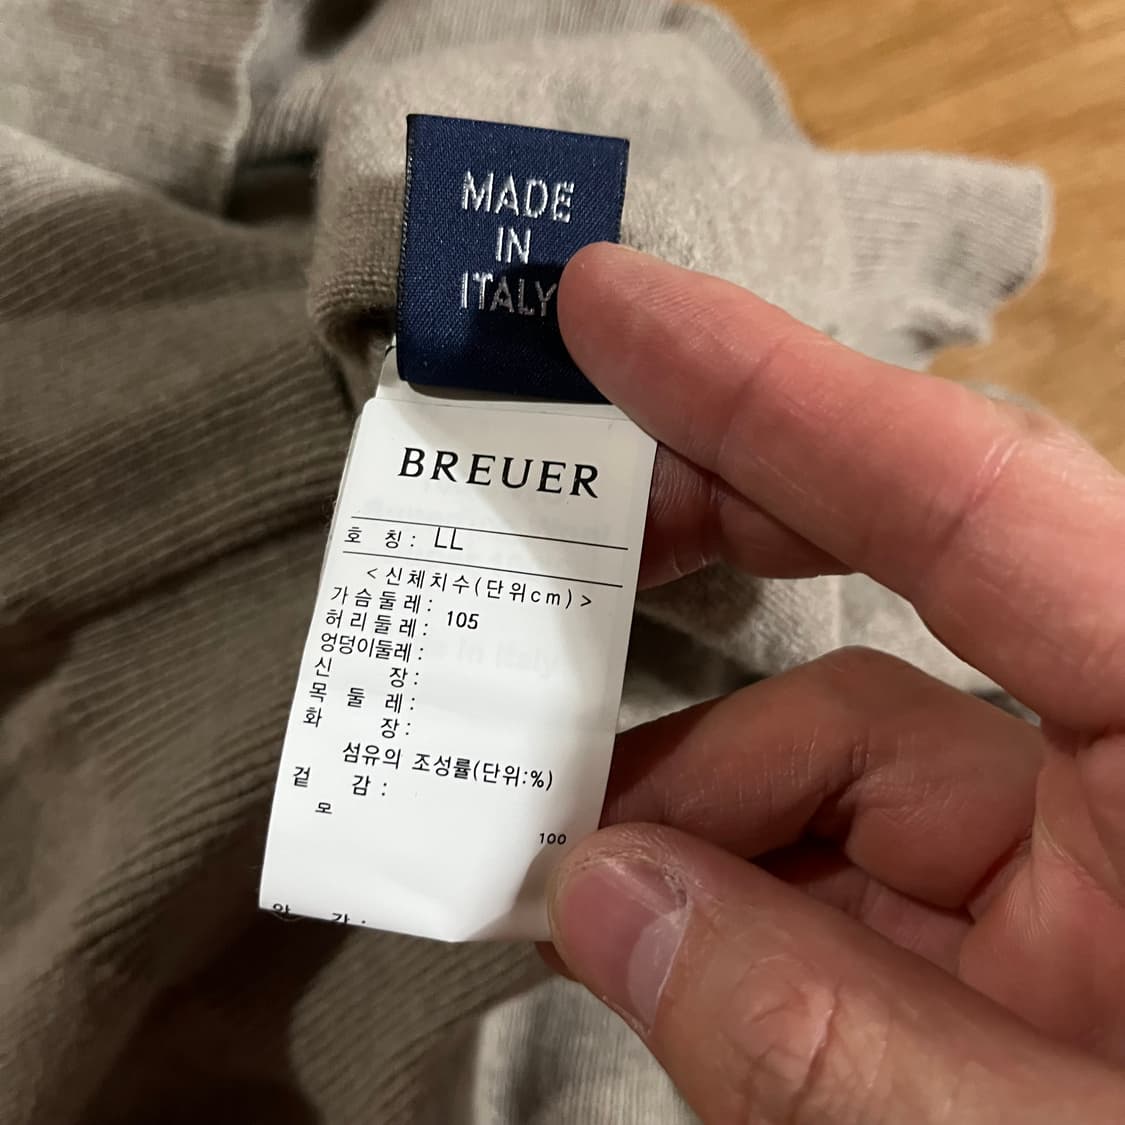 MADE
IN
ITALY
BREUER
호 칭: LL
<신체치수(단위cm)>
가슴둘레: 105
허리둘레:
엉덩이둘레:
신 장:
목 둘 레:
화 장:
섬유의 조성률(단위:%)
겉 감:
모
100